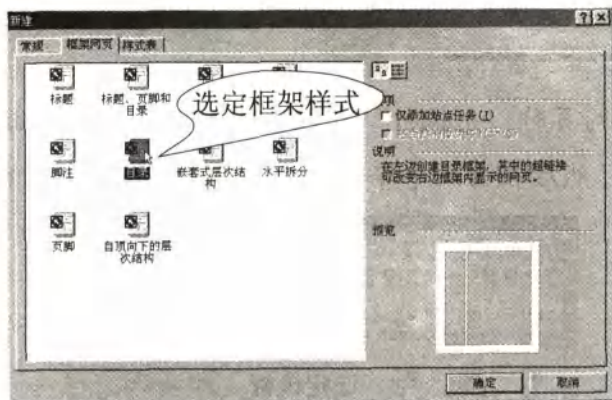 新建
常规 框架网页 样式表
标题
标题、页脚和
目录
选定框架样式
项
仅添加站点任务(I)
脚注
目录
嵌套式层次结
构
水平拆分
说明
在左边创建目录框架。其中的超链接
可改变右边框架内显示的网页。
页脚
自顶向下的层
次结构
预览
确定
取消